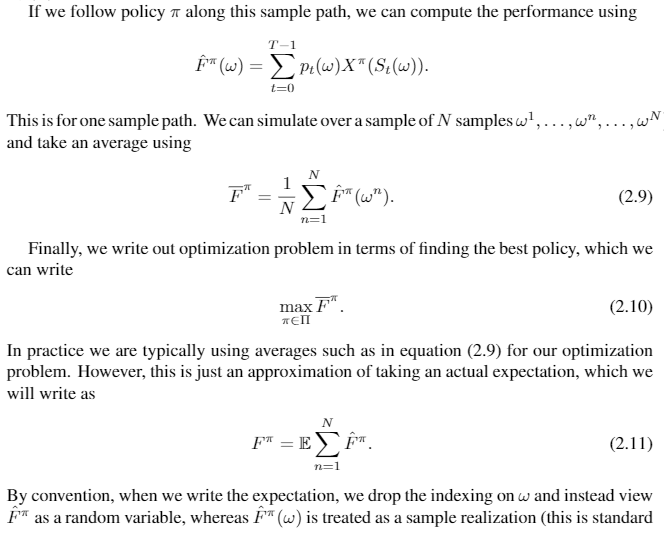 If we follow policy π along this sample path, we can compute the performance using
F̂^π(ω) = ∑_{t=0}^{T−1} p_t(ω)X^π(S_t(ω)).
This is for one sample path. We can simulate over a sample of N samples ω^1, . . . , ω^n, . . . , ω^N
and take an average using
F̅^π = 1/N ∑_{n=1}^{N} F̂^π(ω^n). (2.9)
Finally, we write out optimization problem in terms of finding the best policy, which we
can write
max_{π∈Π} F̅^π. (2.10)
In practice we are typically using averages such as in equation (2.9) for our optimization
problem. However, this is just an approximation of taking an actual expectation, which we
will write as
F^π = 𝔼 ∑_{n=1}^{N} F̂^π. (2.11)
By convention, when we write the expectation, we drop the indexing on ω and instead view
F̂^π as a random variable, whereas F̂^π(ω) is treated as a sample realization (this is standard